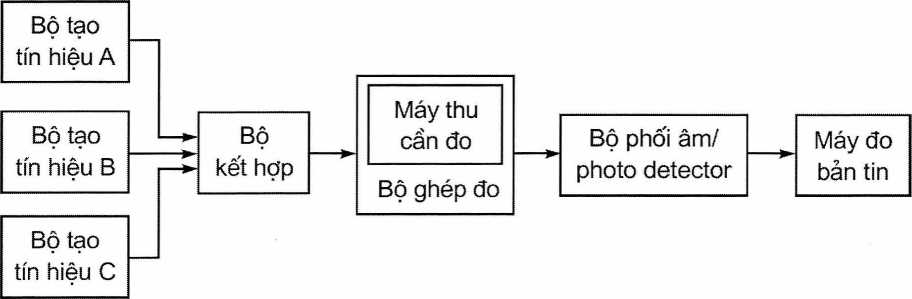 Bộ tạo
tín hiệu A
Bộ tạo
tín hiệu B
Bộ tạo
tín hiệu C
Bộ
kết hợp
Máy thu
cần đo
Bộ ghép đo
Bộ phối âm/
photo detector
Máy đo
bản tin